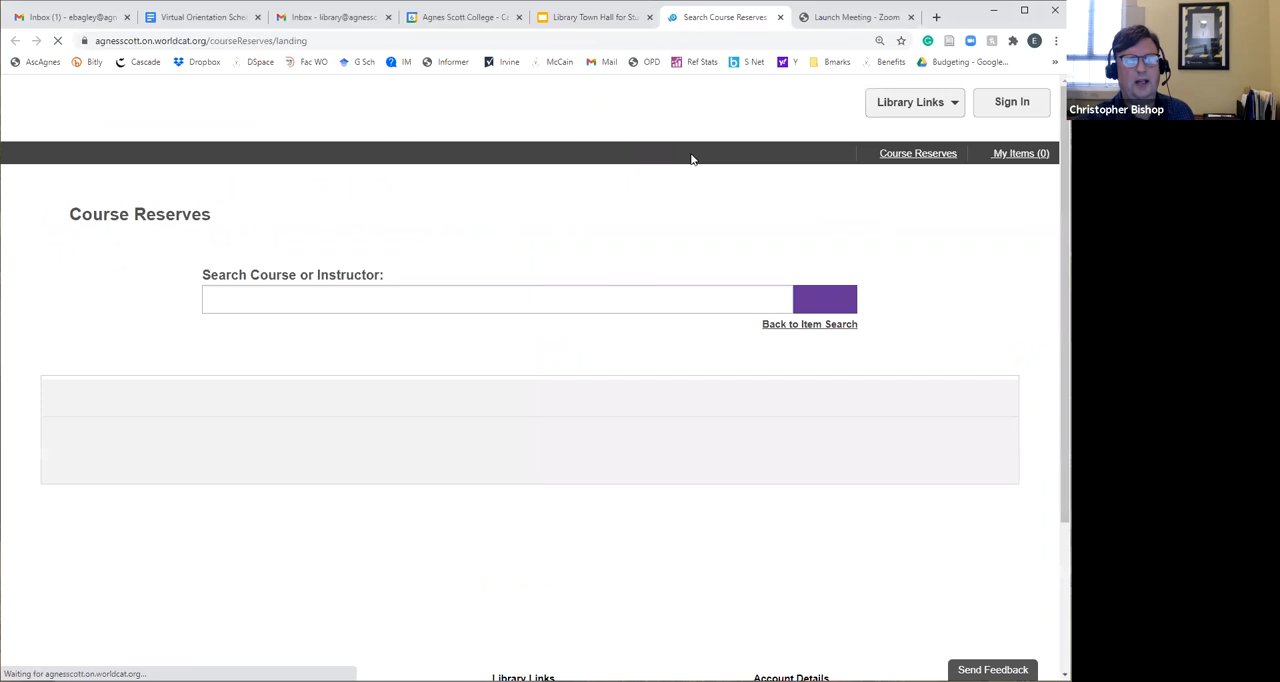 Inbox (1) - ebagley@agn
Virtual Orientation Sche
Inbox - library@agnessc
Agnes Scott College - Ca
Library Town Hall for Stu
Search Course Reserves
Launch Meeting - Zoom
agnesscott.on.worldcat.org/courseReserves/landing
E
AscAgnes
Bitly
Cascade
Dropbox
DSpace
Fac WO
G Sch
IM
Informer
Irvine
McCain
Mail
OPD
Ref Stats
S Net
Y
Bmarks
Benefits
Budgeting - Google...
Christopher Bishop
Library Links
Sign In
Course Reserves
My Items (0)
Course Reserves
Search Course or Instructor:
Back to Item Search
Waiting for agnesscott.on.worldcat.org...
Library Links
Account Details
Send Feedback